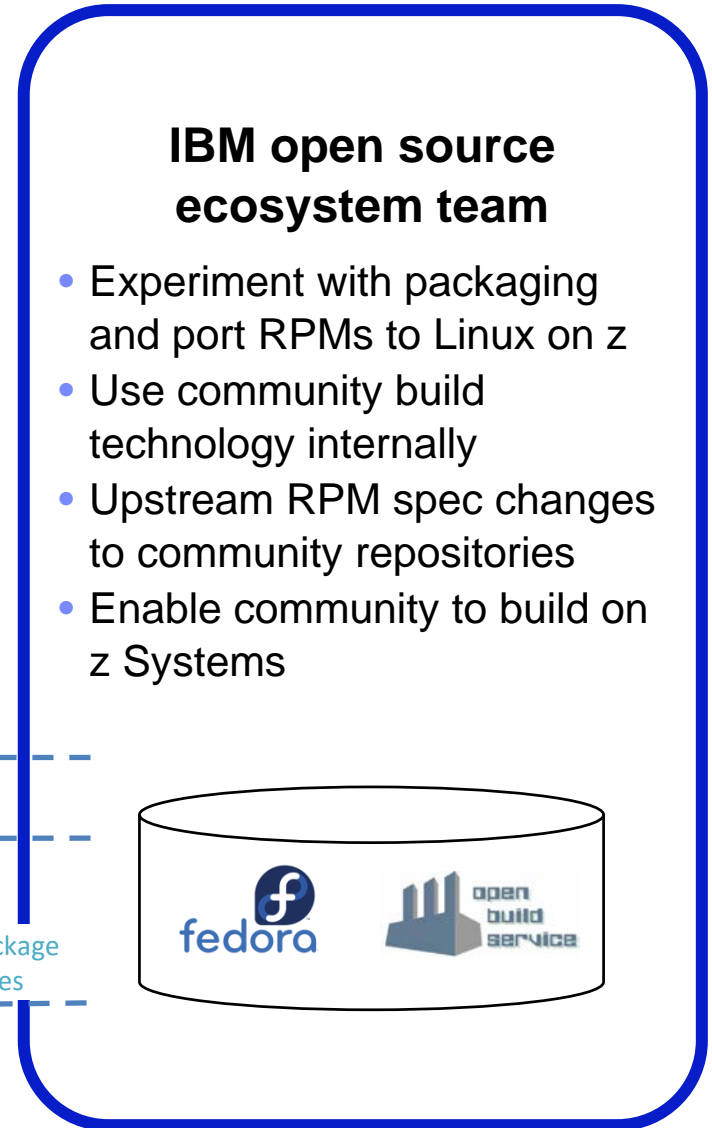 IBM open source
ecosystem team
• Experiment with packaging
and port RPMs to Linux on z
• Use community build
technology internally
• Upstream RPM spec changes
to community repositories
• Enable community to build on
z Systems
fedora
open
build
service